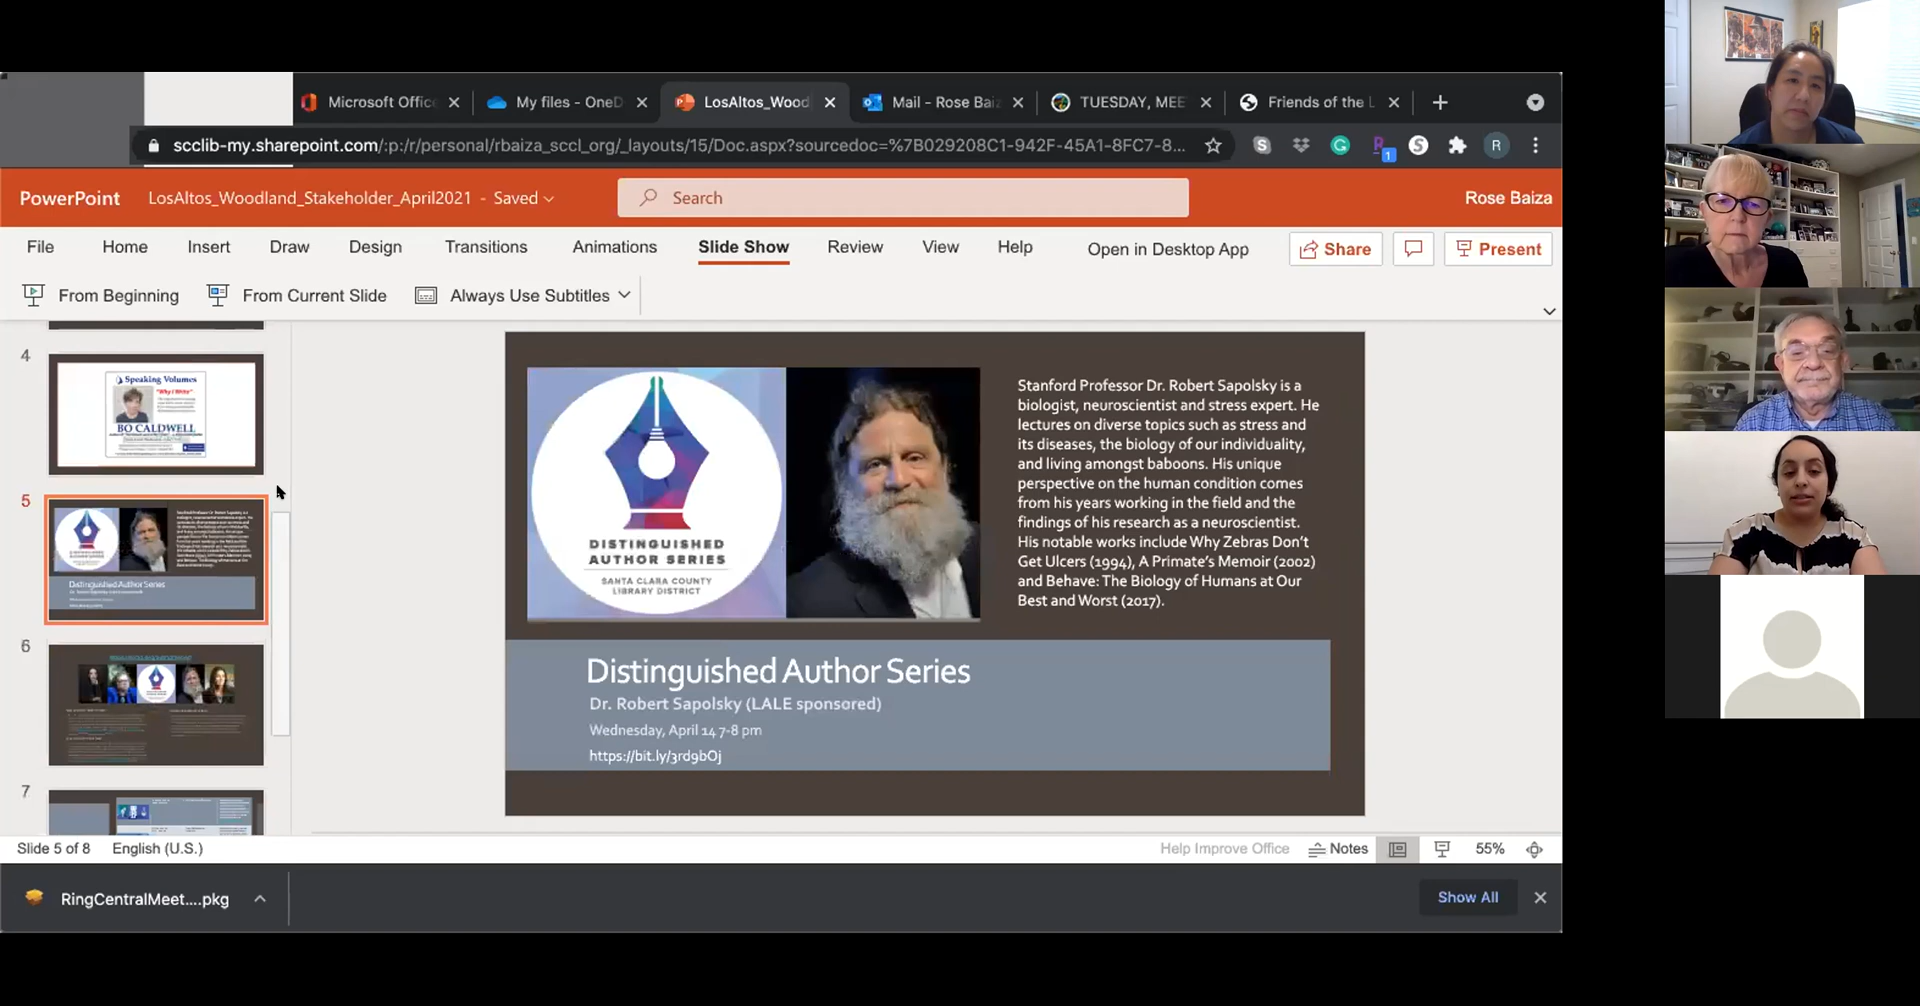 Microsoft Office
My files - OneD
LosAltos_Wood
Mail - Rose Baiz
TUESDAY, MEE
Friends of the L
scclib-my.sharepoint.com/:p:/r/personal/rbaiza_sccl_org/_layouts/15/Doc.aspx?sourcedoc=%7B029208C1-942F-45A1-8FC7-8...
R
1
S
R
PowerPoint
LosAltos_Woodland_Stakeholder_April2021 - Saved
Search
Rose Baiza
File
Home
Insert
Draw
Design
Transitions
Animations
Slide Show
Review
View
Help
Open in Desktop App
Share
Present
From Beginning
From Current Slide
Always Use Subtitles
4
Speaking Volumes
"Why I Write"
BO CALDWELL
5
Distinguished Author Series
6
7
DISTINGUISHED
AUTHOR SERIES
SANTA CLARA COUNTY
LIBRARY DISTRICT
Stanford Professor Dr. Robert Sapolsky is a
biologist, neuroscientist and stress expert. He
lectures on diverse topics such as stress and
its diseases, the biology of our individuality,
and living amongst baboons. His unique
perspective on the human condition comes
from his years working in the field and the
findings of his research as a neuroscientist.
His notable works include Why Zebras Don't
Get Ulcers (1994), A Primate's Memoir (2002)
and Behave: The Biology of Humans at Our
Best and Worst (2017).
Distinguished Author Series
Dr. Robert Sapolsky (LALE sponsored)
Wednesday, April 14 7-8 pm
https://bit.ly/3rd9bOj
Slide 5 of 8
English (U.S.)
Help Improve Office
Notes
55%
RingCentralMeet....pkg
Show All